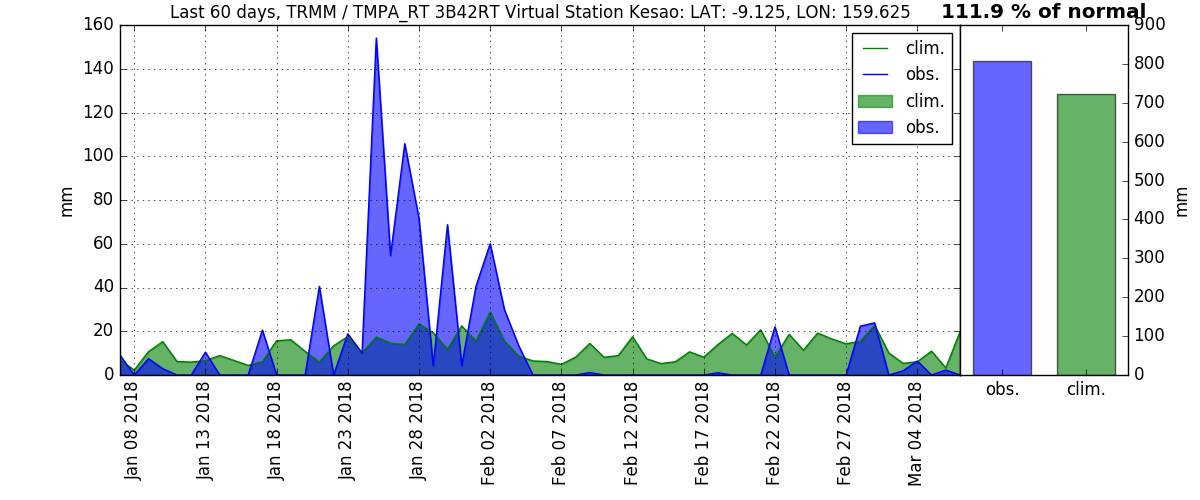 Last 60 days, TRMM / TMPA_RT 3B42RT Virtual Station Kesao: LAT: -9.125, LON: 159.625
111.9 % of normal
160
140
120
100
80
60
40
20
0
mm
clim.
obs.
clim.
obs.
900
800
700
600
500
400
300
200
100
0
mm
obs.
clim.
Jan 08 2018
Jan 13 2018
Jan 18 2018
Jan 23 2018
Jan 28 2018
Feb 02 2018
Feb 07 2018
Feb 12 2018
Feb 17 2018
Feb 22 2018
Feb 27 2018
Mar 04 2018